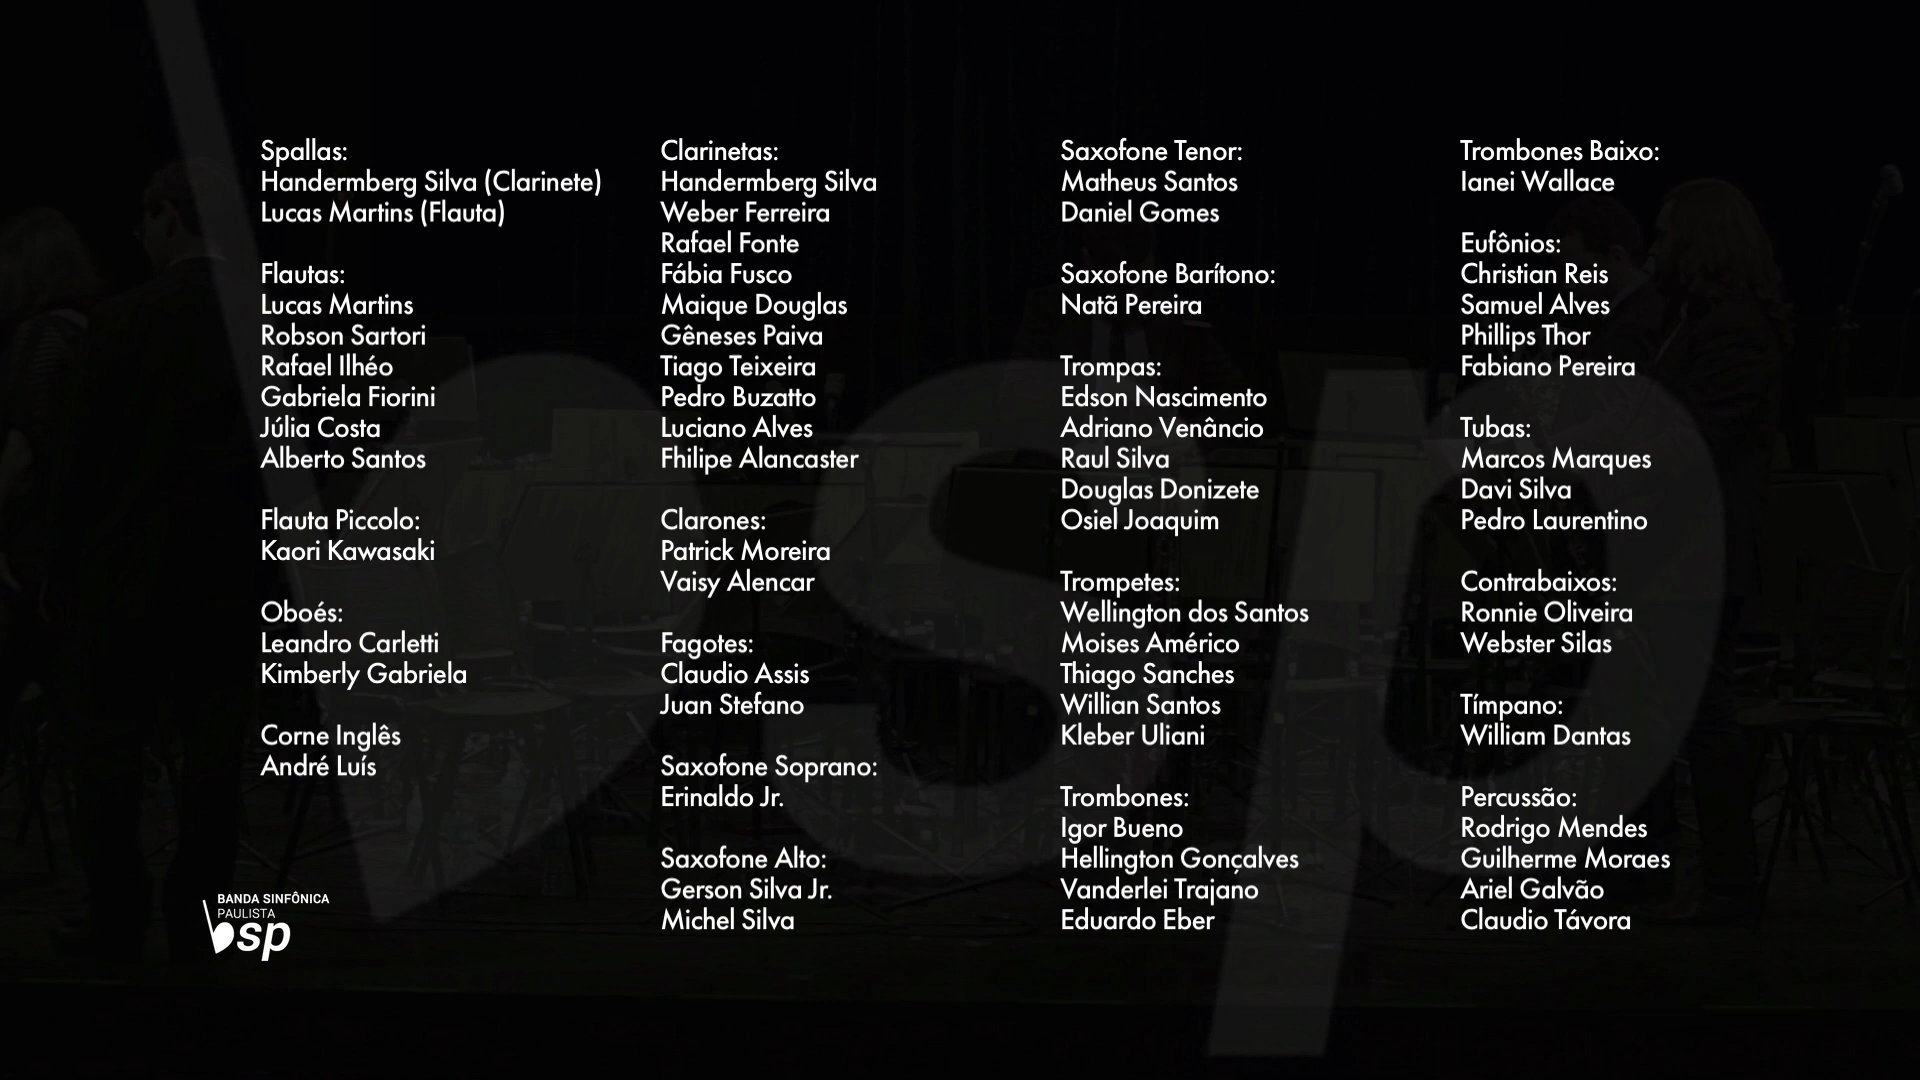 Spallas:
Handermberg Silva (Clarinete)
Lucas Martins (Flauta)
Flautas:
Lucas Martins
Robson Sartori
Rafael Ilhéo
Gabriela Fiorini
Júlia Costa
Alberto Santos
Flauta Piccolo:
Kaori Kawasaki
Oboés:
Leandro Carletti
Kimberly Gabriela
Corne Inglês
André Luís
Clarinetas:
Handermberg Silva
Weber Ferreira
Rafael Fonte
Fábia Fusco
Maique Douglas
Gêneses Paiva
Tiago Teixeira
Pedro Buzatto
Luciano Alves
Fhilipe Alancaster
Clarones:
Patrick Moreira
Vaisy Alencar
Fagotes:
Claudio Assis
Juan Stefano
Saxofone Soprano:
Erinaldo Jr.
Saxofone Alto:
Gerson Silva Jr.
Michel Silva
Saxofone Tenor:
Matheus Santos
Daniel Gomes
Saxofone Barítono:
Natã Pereira
Trompas:
Edson Nascimento
Adriano Venâncio
Raul Silva
Douglas Donizete
Osiel Joaquim
Trompetes:
Wellington dos Santos
Moises Américo
Thiago Sanches
Willian Santos
Kleber Uliani
Trombones:
Igor Bueno
Hellington Gonçalves
Vanderlei Trajano
Eduardo Eber
Trombones Baixo:
Ianei Wallace
Eufônios:
Christian Reis
Samuel Alves
Phillips Thor
Fabiano Pereira
Tubas:
Marcos Marques
Davi Silva
Pedro Laurentino
Contrabaixos:
Ronnie Oliveira
Webster Silas
Tímpano:
William Dantas
Percussão:
Rodrigo Mendes
Guilherme Moraes
Ariel Galvão
Claudio Távora
BANDA SINFÔNICA
PAULISTA
bsp
bsp